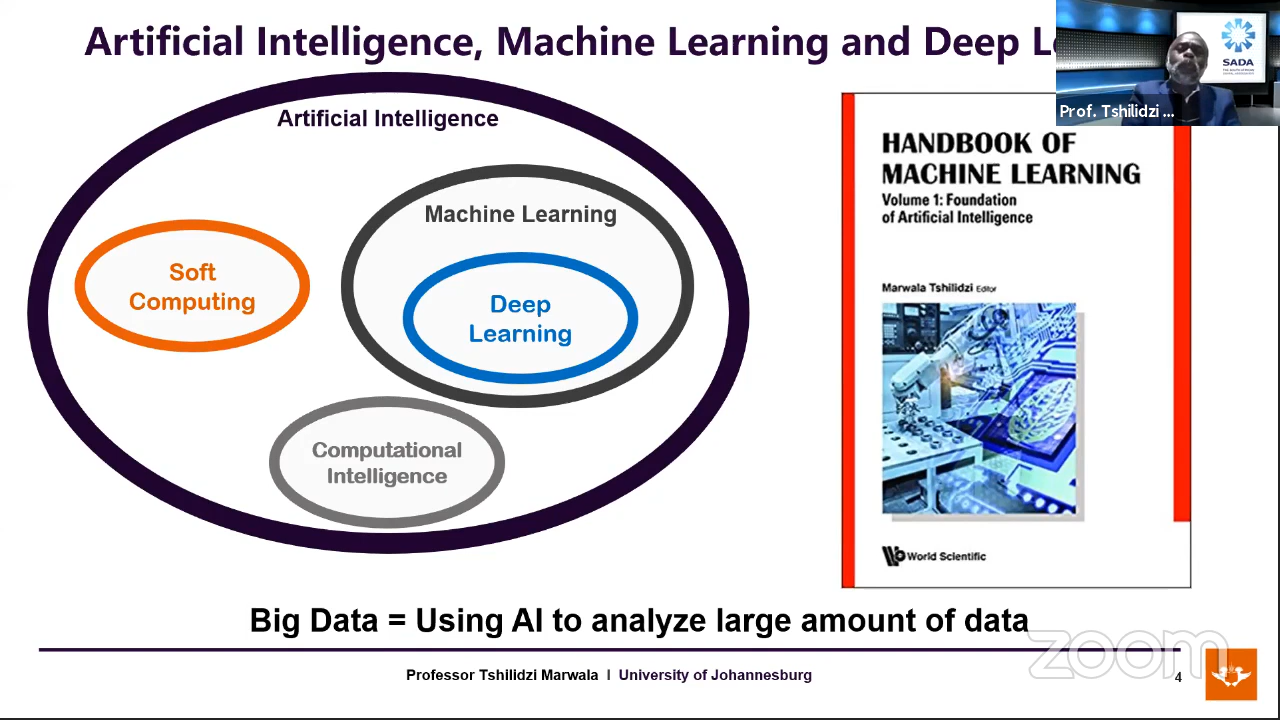 Artificial Intelligence, Machine Learning and Deep
SADA
Prof. Tshilidzi ...
Artificial Intelligence
Machine Learning
Soft
Computing
Deep
Learning
Computational
Intelligence
HANDBOOK OF
MACHINE LEARNING
Volume 1: Foundation
of Artificial Intelligence
Marwala Tshilidzi Editor
World Scientific
Big Data = Using AI to analyze large amount of data
zoom
Professor Tshilidzi Marwala I University of Johannesburg
4